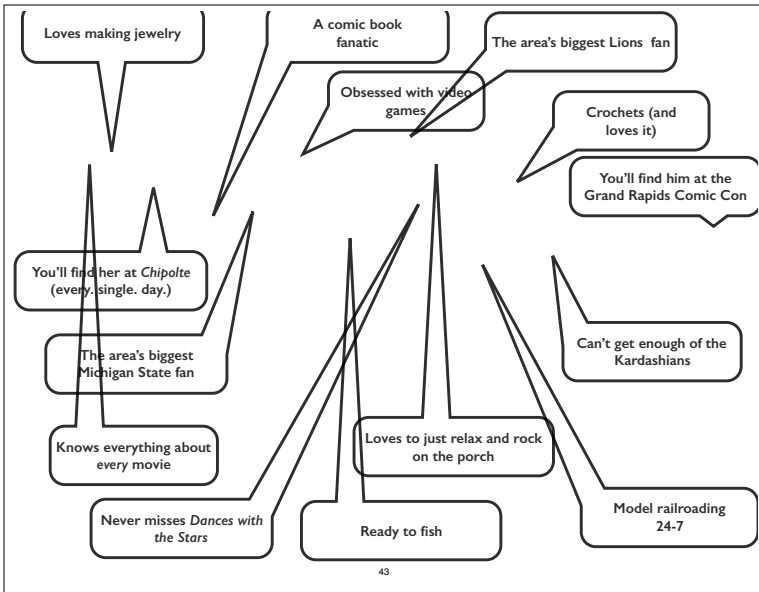 Loves making jewelry
A comic book
fanatic
The area's biggest Lions fan
Obsessed with video
games
Crochets (and
loves it)
You'll find him at the
Grand Rapids Comic Con
You'll find her at Chipolte
(every. single. day.)
The area's biggest
Michigan State fan
Can't get enough of the
Kardashians
Knows everything about
every movie
Loves to just relax and rock
on the porch
Never misses Dances with
the Stars
Ready to fish
Model railroading
24-7
43